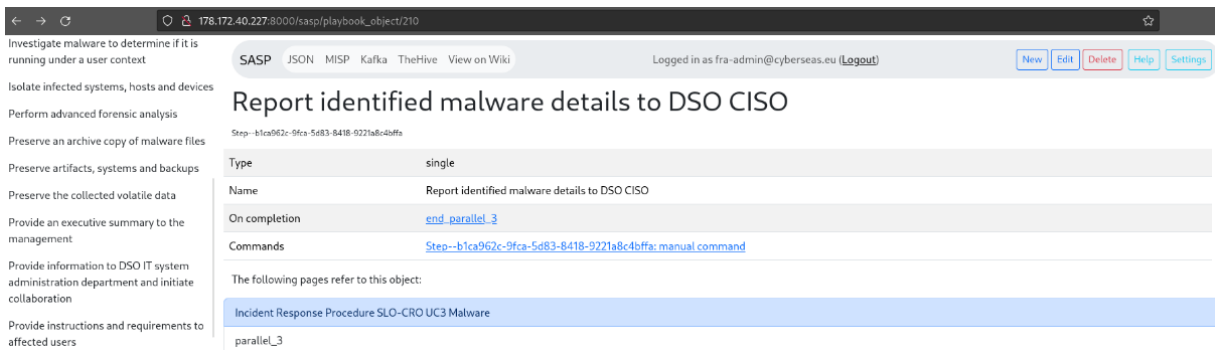 178.172.40.227:8000/sasp/playbook_object/210
Investigate malware to determine if it is
running under a user context
Isolate infected systems, hosts and devices
Perform advanced forensic analysis
Preserve an archive copy of malware files
Preserve artifacts, systems and backups
Preserve the collected volatile data
Provide an executive summary to the
management
Provide information to DSO IT system
administration department and initiate
collaboration
Provide instructions and requirements to
affected users
SASP JSON MISP Kafka TheHive View on Wiki Logged in as fra-admin@cyberseas.eu (Logout) New Edit Delete Help Settings
Report identified malware details to DSO CISO
Step--b1ca962c-9fca-5d83-8418-9221a8c4bffa
Type single
Name Report identified malware details to DSO CISO
On completion end_parallel_3
Commands Step--b1ca962c-9fca-5d83-8418-9221a8c4bffa: manual command
The following pages refer to this object:
Incident Response Procedure SLO-CRO UC3 Malware
parallel_3